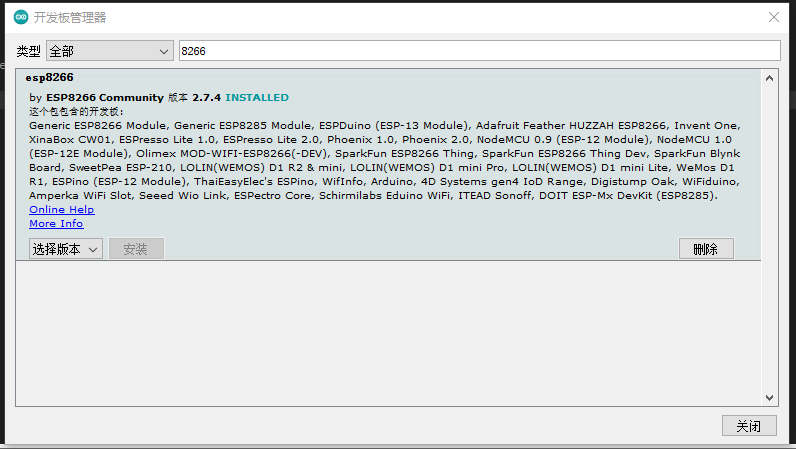 开发板管理器
类型 全部 8266
esp8266
by ESP8266 Community 版本 2.7.4 INSTALLED
这个包包含的开发板:
Generic ESP8266 Module, Generic ESP8285 Module, ESPDuino (ESP-13 Module), Adafruit Feather HUZZAH ESP8266, Invent One,
XinaBox CW01, ESPresso Lite 1.0, ESPresso Lite 2.0, Phoenix 1.0, Phoenix 2.0, NodeMCU 0.9 (ESP-12 Module), NodeMCU 1.0
(ESP-12E Module), Olimex MOD-WIFI-ESP8266(-DEV), SparkFun ESP8266 Thing, SparkFun ESP8266 Thing Dev, SparkFun Blynk
Board, SweetPea ESP-210, LOLIN(WEMOS) D1 R2 & mini, LOLIN(WEMOS) D1 mini Pro, LOLIN(WEMOS) D1 mini Lite, WeMos D1
R1, ESPino (ESP-12 Module), ThaiEasyElec's ESPino, WifInfo, Arduino, 4D Systems gen4 IoD Range, Digistump Oak, WiFiduino,
Amperka WiFi Slot, Seeed Wio Link, ESPectro Core, Schirmilabs Eduino WiFi, ITEAD Sonoff, DOIT ESP-Mx DevKit (ESP8285).
Online Help
More Info
选择版本 安装 删除
关闭